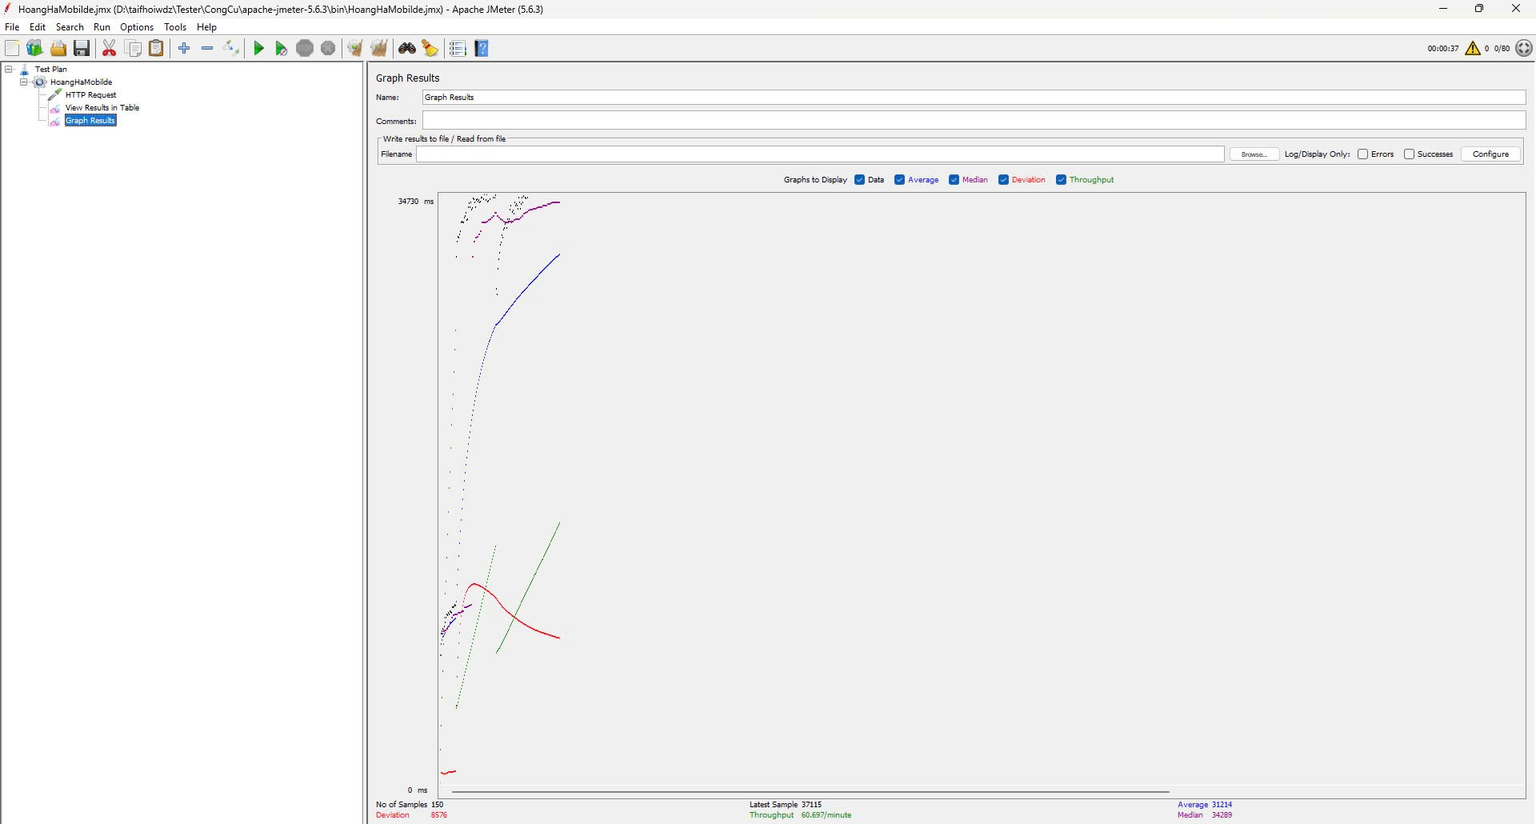 HoangHaMobilde.jmx (D:\taifhoiwdz\Tester\CongCu\apache-jmeter-5.6.3\bin\HoangHaMobilde.jmx) - Apache JMeter (5.6.3)
File Edit Search Run Options Tools Help
00:00:37 0 0/80
Test Plan
HoangHaMobilde
HTTP Request
View Results in Table
Graph Results
Graph Results
Name: Graph Results
Comments:
Write results to file / Read from file
Filename Browse... Log/Display Only: Errors Successes Configure
Graphs to Display Data Average Median Deviation Throughput
34730 ms
0 ms
No of Samples 150 Latest Sample 37115 Average 31214
Deviation 8576 Throughput 60.697/minute Median 34289